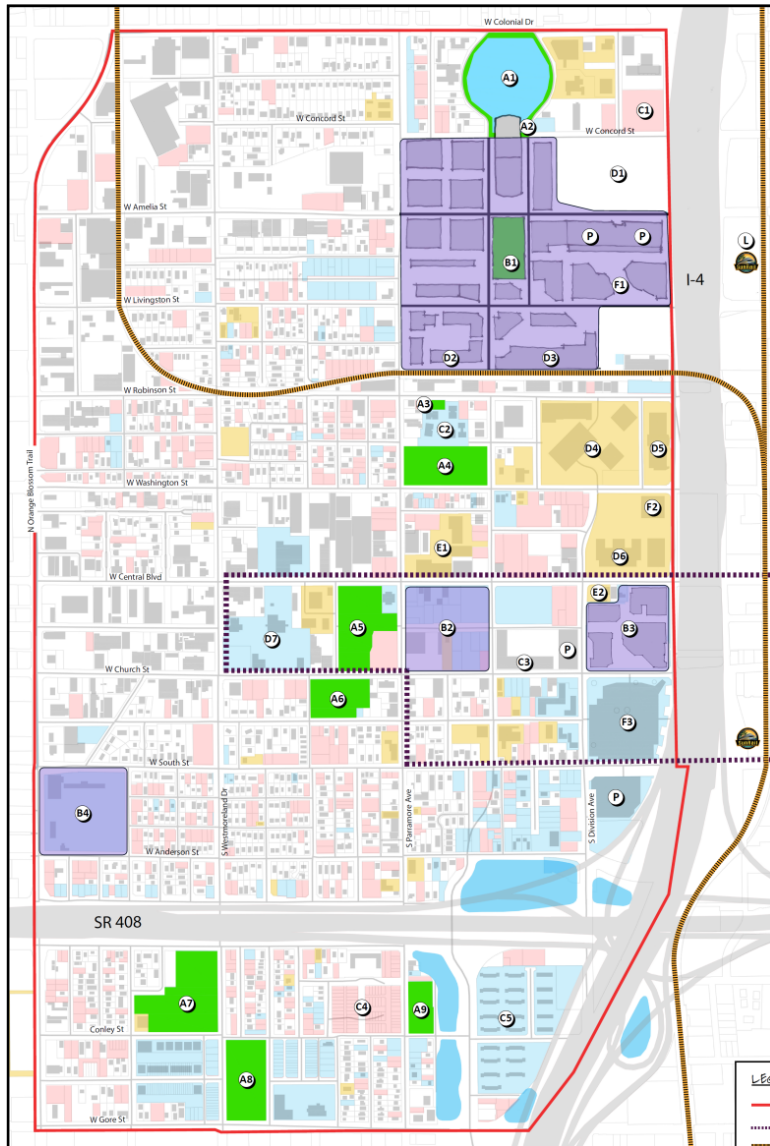 W Colonial Dr
A1
C1
W Concord St
A2
W Concord St
D1
W Amelia St
P
P
L
B1
I-4
F1
W Livingston St
D2
D3
W Robinson St
A3
C2
D4
D5
A4
W Washington St
N Orange Blossom Trail
F2
E1
D6
W Central Blvd
E2
A5
B2
B3
D7
P
W Church St
C3
A6
F3
W South St
B4
S Westmoreland Dr
S Parramore Ave
S Division Ave
P
W Anderson St
SR 408
A7
C4
A9
C5
Conley St
A8
W Gore St